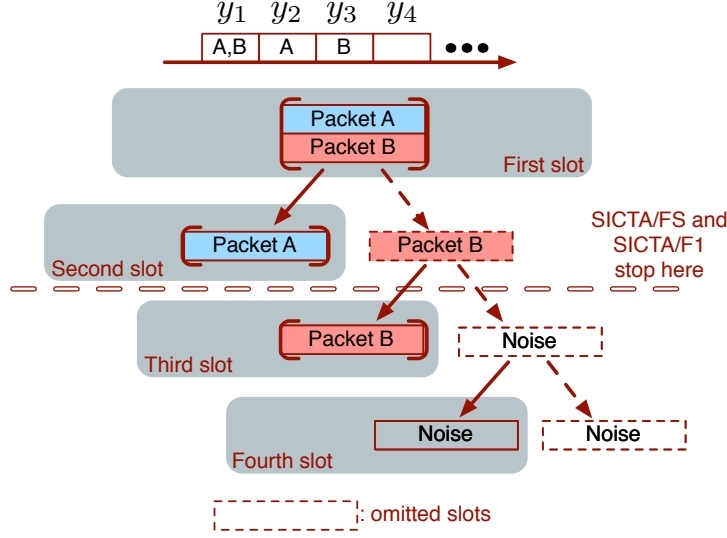 y1 y2 y3 y4
A,B A B •••
Packet A
Packet B
First slot
SICTA/FS and
SICTA/F1
stop here
Packet A
Packet B
Second slot
Packet B
Noise
Third slot
Noise
Noise
Fourth slot
: omitted slots